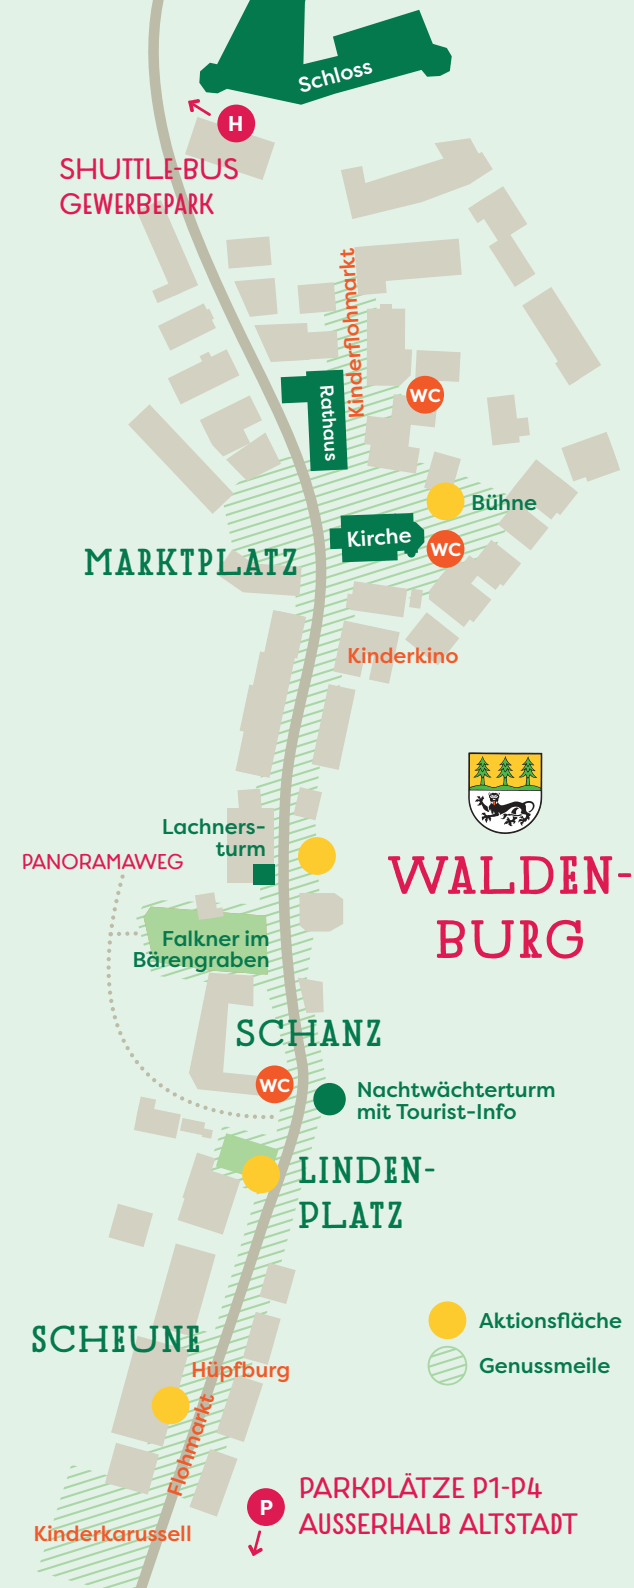 Schloss
H
SHUTTLE-BUS
GEWERBEPARK
Kinderflohmarkt
Rathaus
WC
Bühne
Kirche
WC
MARKTPLATZ
Kinderkino
Lachners-
turm
PANORAMAWEG
WALDEN-
BURG
Falkner im
Bärengraben
SCHANZ
WC
Nachtwächterturm
mit Tourist-Info
LINDEN-
PLATZ
Aktionsfläche
SCHEUNE
Genussmeile
Hüpfburg
Flohmarkt
P
PARKPLÄTZE P1-P4
AUSSERHALB ALTSTADT
Kinderkarussell